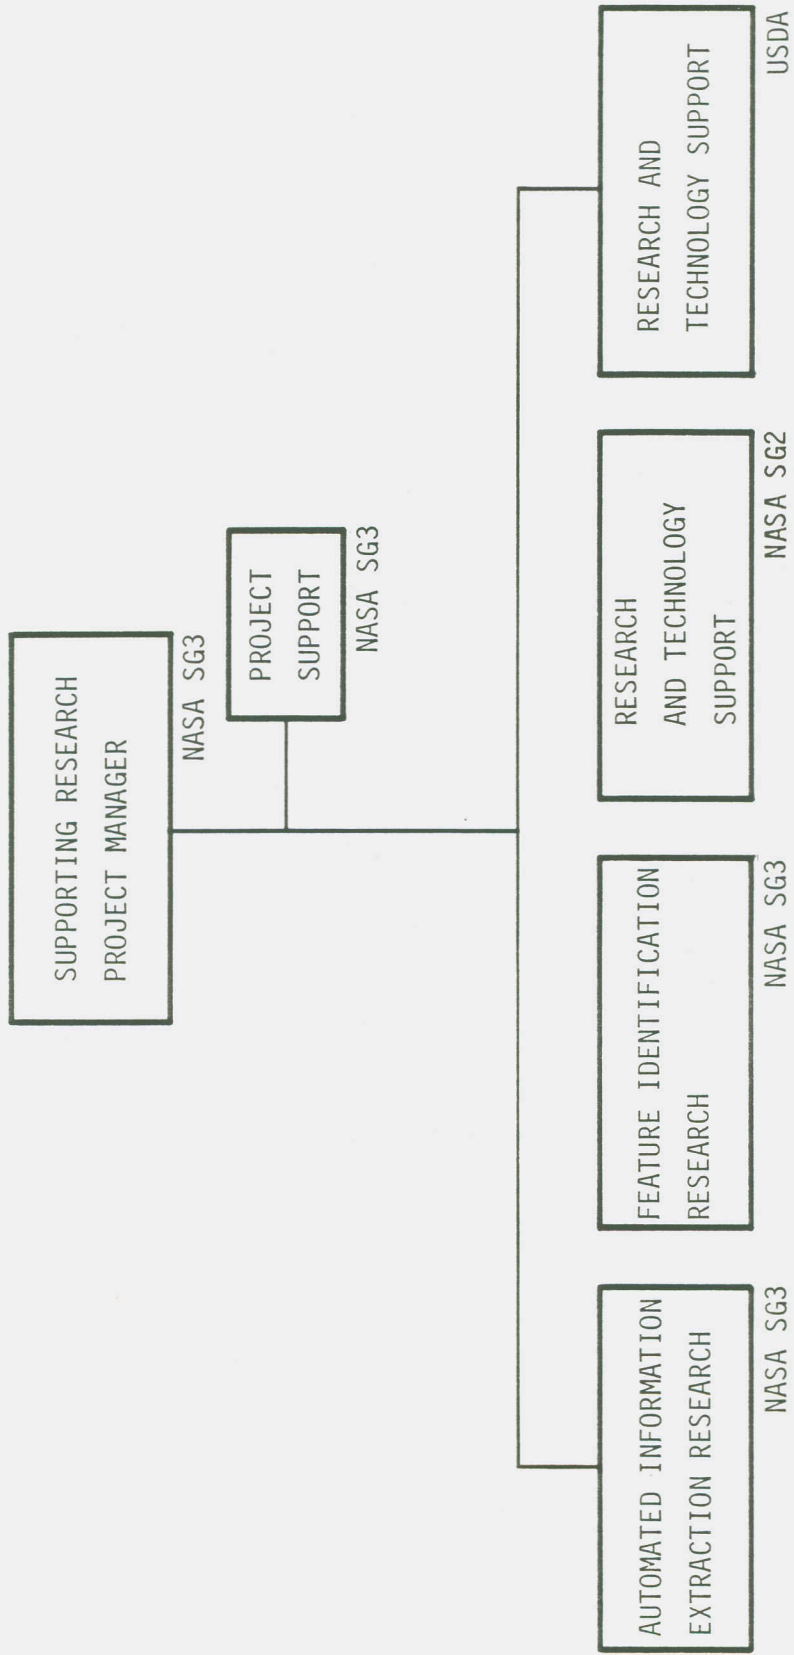 SUPPORTING RESEARCH
PROJECT MANAGER
NASA SG3
PROJECT
SUPPORT
NASA SG3
AUTOMATED INFORMATION
EXTRACTION RESEARCH
NASA SG3
FEATURE IDENTIFICATION
RESEARCH
NASA SG3
RESEARCH
AND TECHNOLOGY
SUPPORT
NASA SG2
RESEARCH AND
TECHNOLOGY SUPPORT
USDA